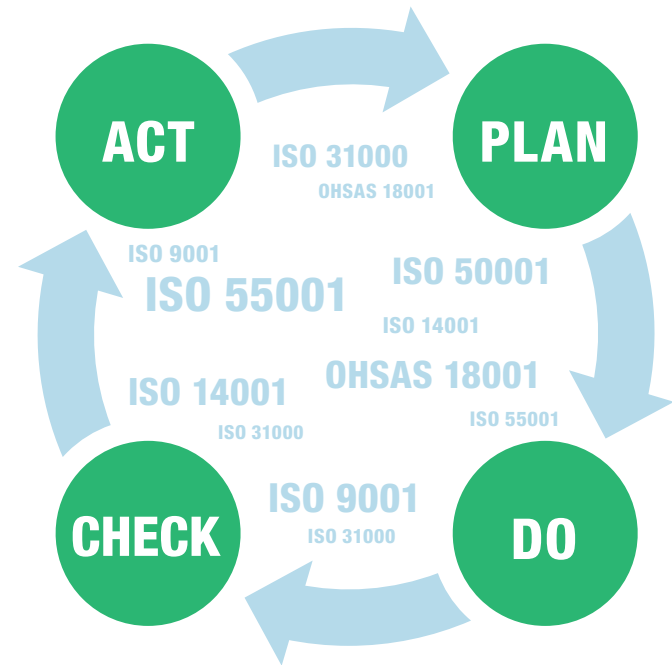 ACT
PLAN
ISO 31000
OHSAS 18001
ISO 9001
ISO 50001
ISO 55001
ISO 14001
OHSAS 18001
ISO 14001
ISO 55001
ISO 31000
ISO 9001
ISO 31000
CHECK
DO